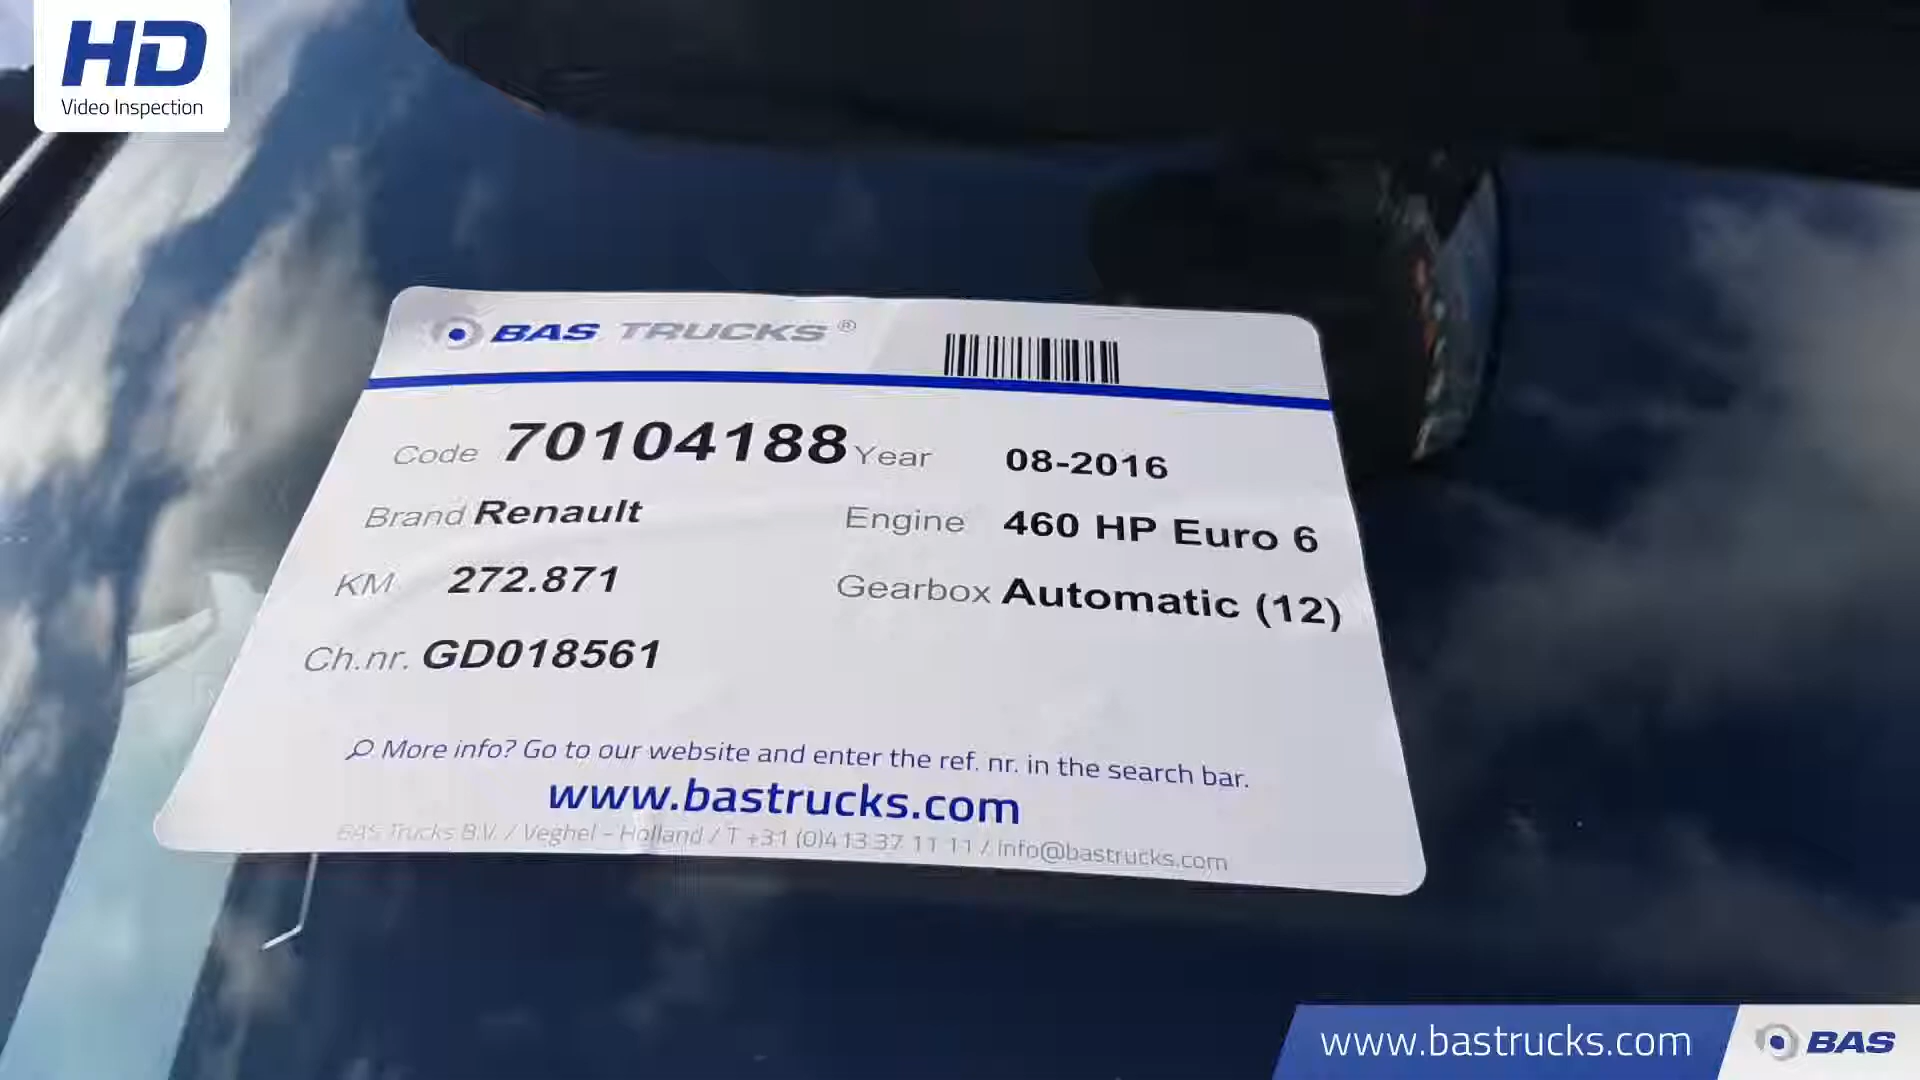 HD
Video Inspection
BAS TRUCKS®
Code 70104188 Year 08-2016
Brand Renault Engine 460 HP Euro 6
KM 272.871 Gearbox Automatic (12)
Ch.nr. GD018561
More info? Go to our website and enter the ref. nr. in the search bar.
www.bastrucks.com
BAS Trucks B.V. / Veghel - Holland / T +31 (0)413 37 11 11 / info@bastrucks.com
www.bastrucks.com BAS